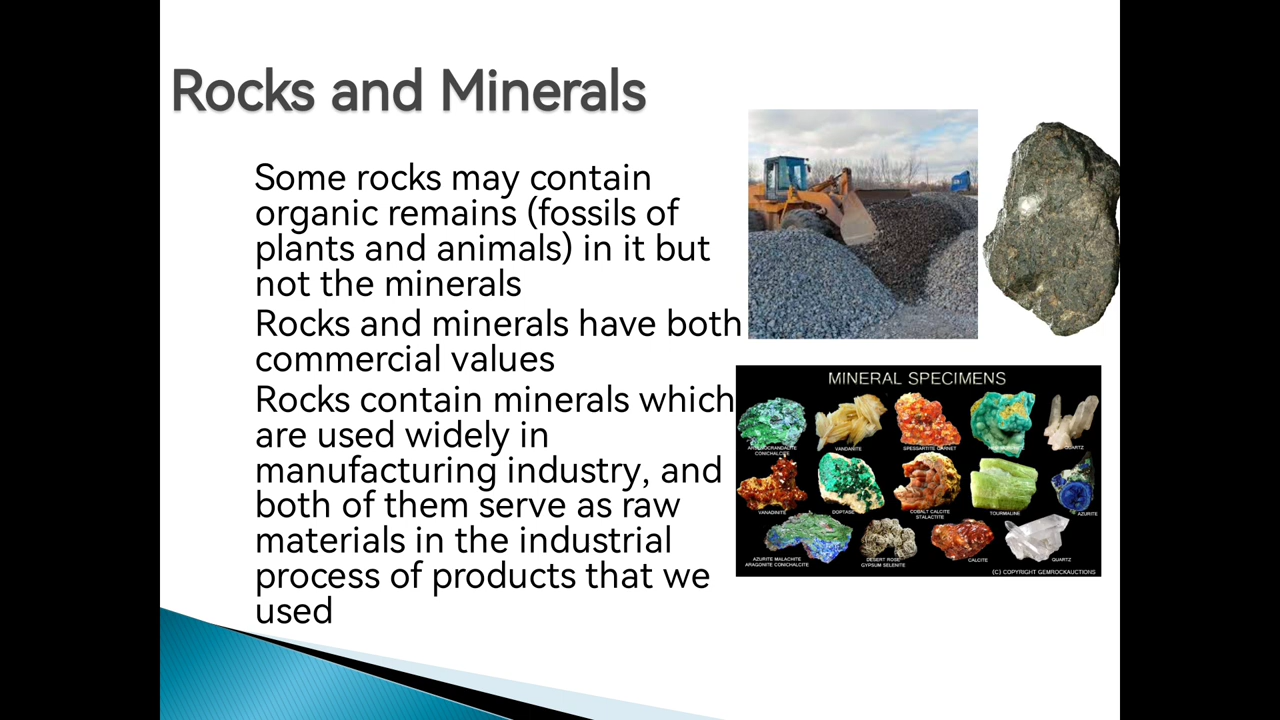 Rocks and Minerals
Some rocks may contain
organic remains (fossils of
plants and animals) in it but
not the minerals
Rocks and minerals have both
commercial values
Rocks contain minerals which
are used widely in
manufacturing industry, and
both of them serve as raw
materials in the industrial
process of products that we
used
MINERAL SPECIMENS
CONICHALCITE
VANDARITE
SPESSARTITE GARNET
QUARTZ
VANADINITE
DOPTASE
COBALT CALCITE
STALACTITE
TOURMALINE
AZURITE
AZURITE MALACHITE
ARAGONITE CONICHALCITE
DESERT ROSE
GYPSUM SELENITE
CALCITE
QUARTZ
(C) COPYRIGHT GEMROCKAUCTIONS